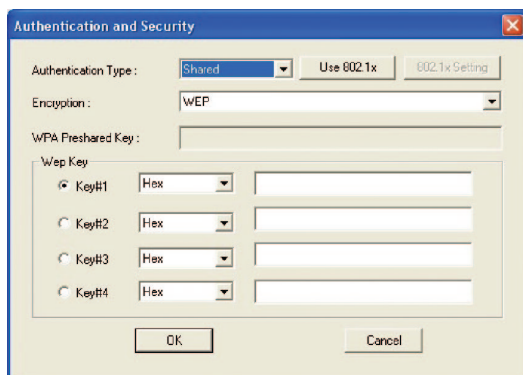 Authentication and Security
Authentication Type : Shared Use 802.1x 802.1x Setting
Encryption : WEP
WPA Preshared Key :
Wep Key
Key#1 Hex
Key#2 Hex
Key#3 Hex
Key#4 Hex
OK Cancel